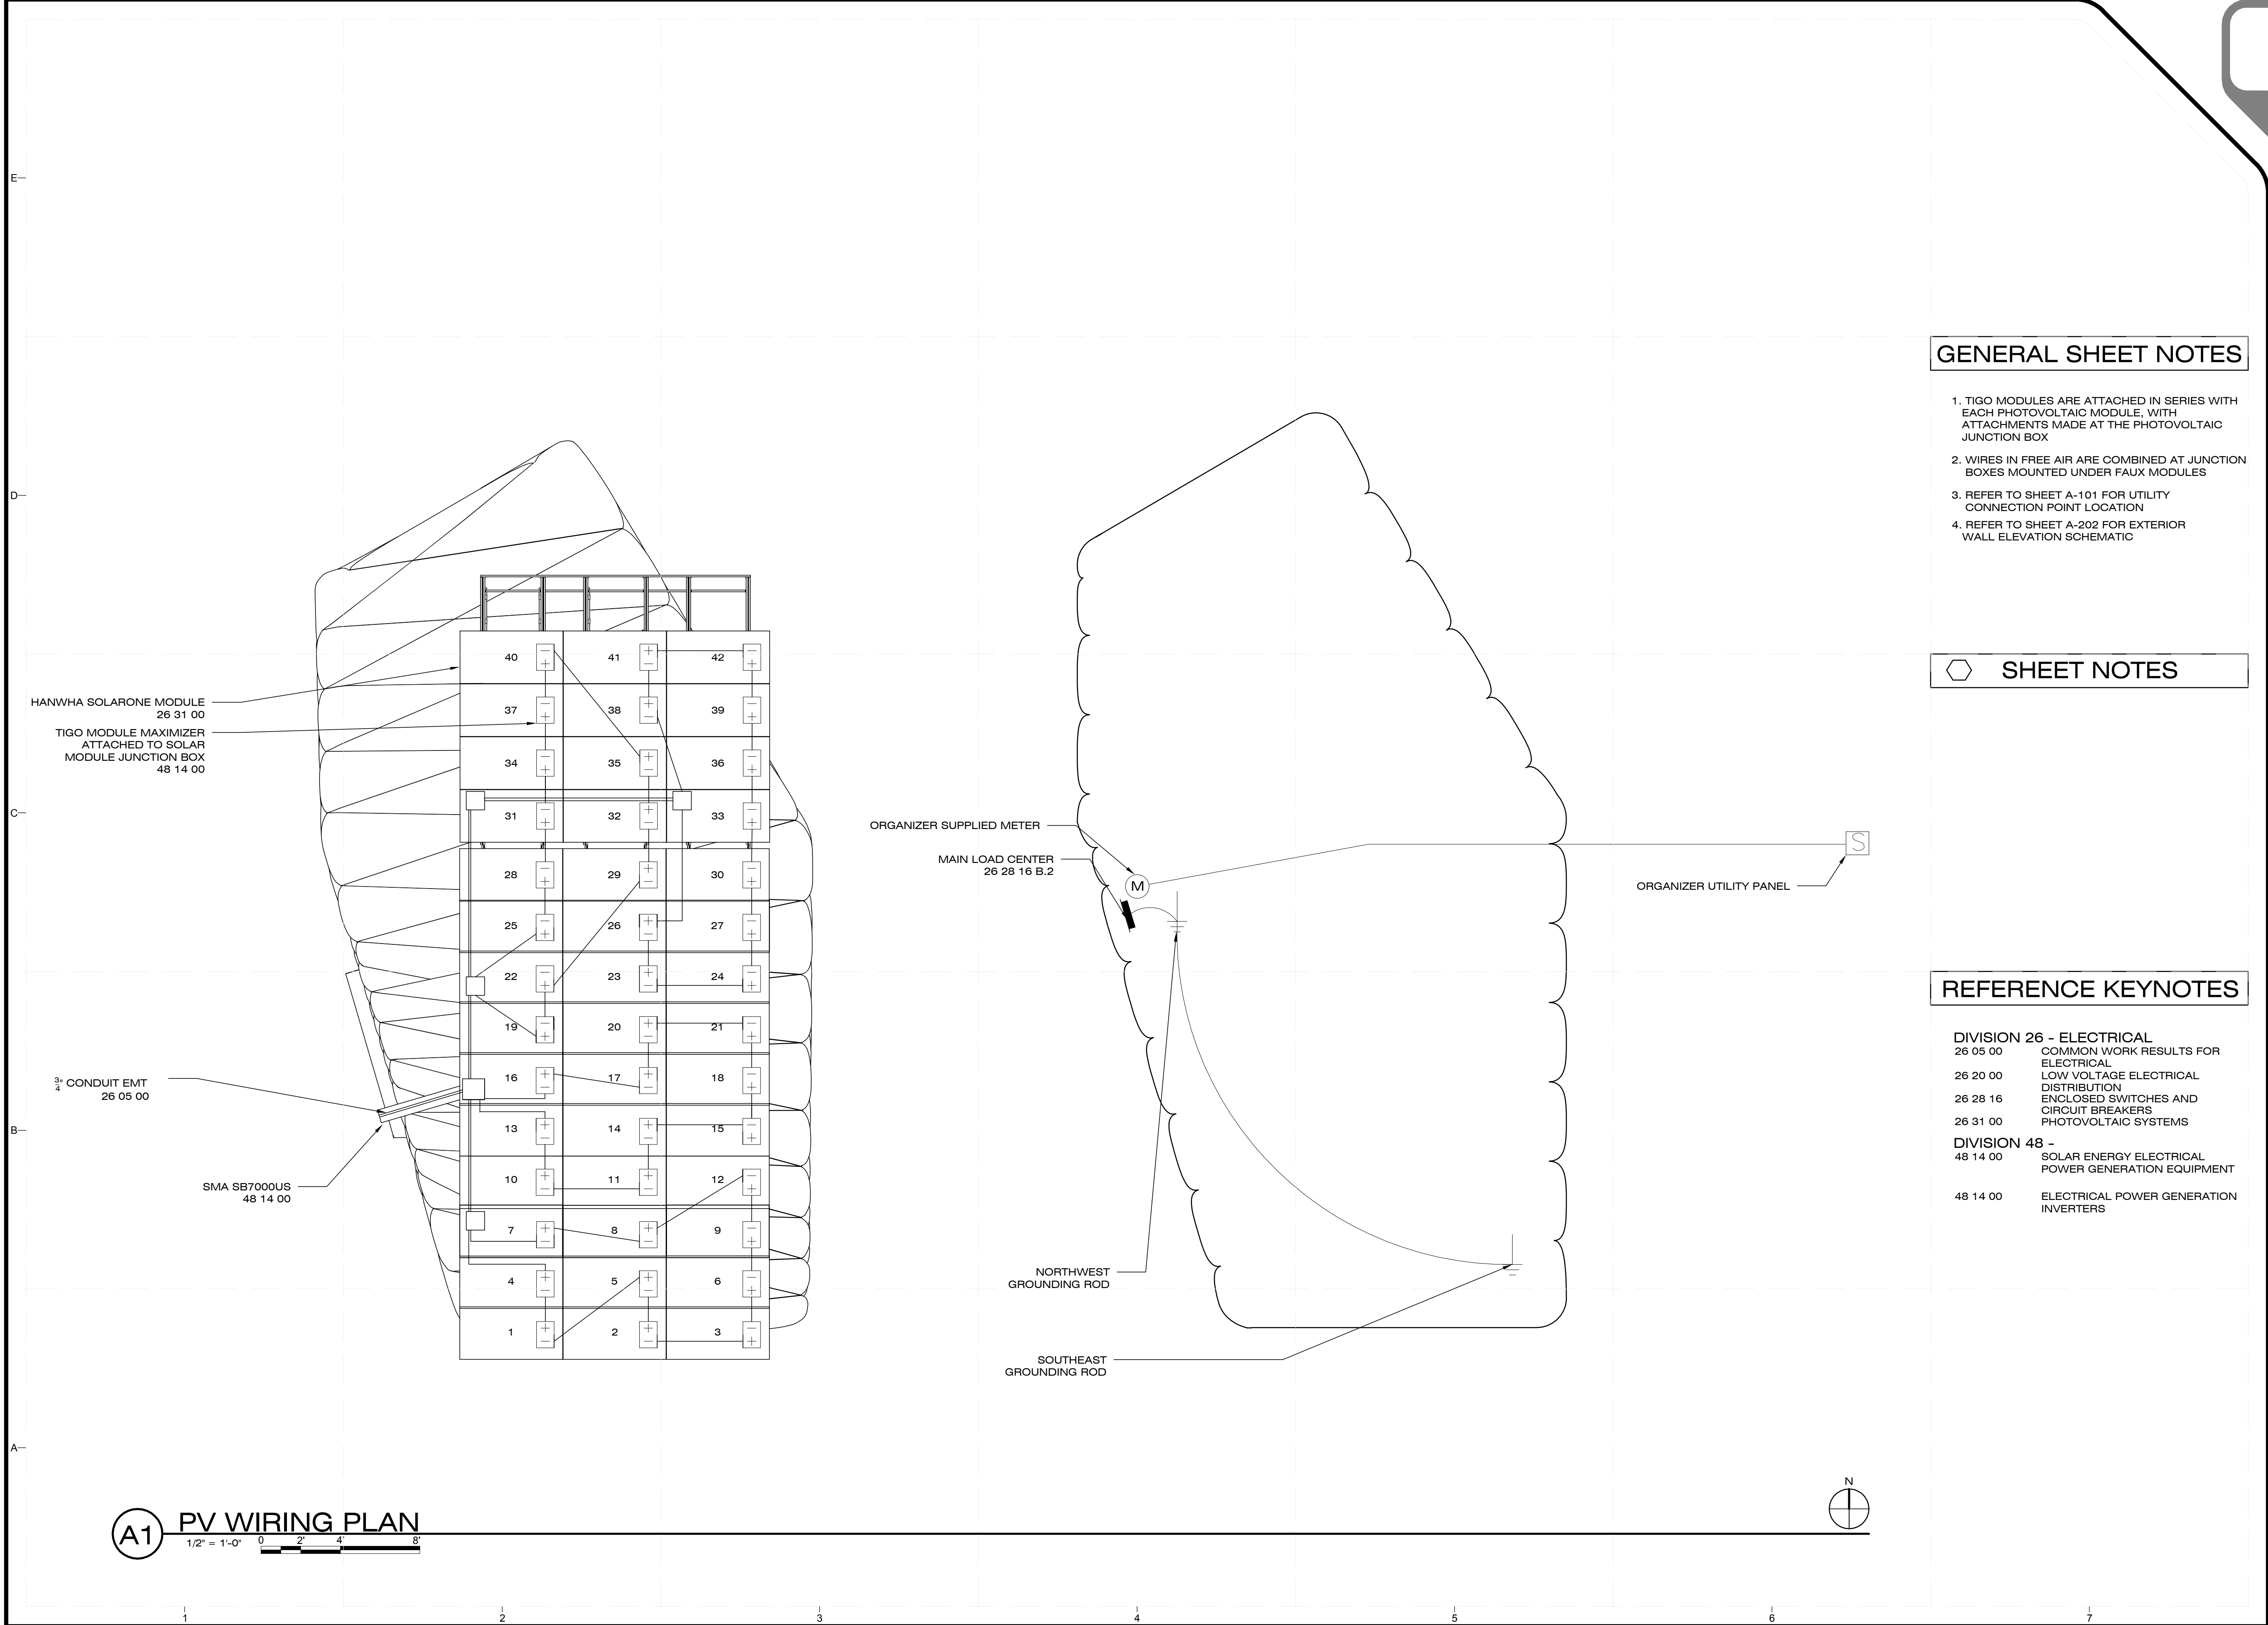 E
D
C
B
A
GENERAL SHEET NOTES
1. TIGO MODULES ARE ATTACHED IN SERIES WITH
EACH PHOTOVOLTAIC MODULE, WITH
ATTACHMENTS MADE AT THE PHOTOVOLTAIC
JUNCTION BOX
2. WIRES IN FREE AIR ARE COMBINED AT JUNCTION
BOXES MOUNTED UNDER FAUX MODULES
3. REFER TO SHEET A-101 FOR UTILITY
CONNECTION POINT LOCATION
4. REFER TO SHEET A-202 FOR EXTERIOR
WALL ELEVATION SCHEMATIC
SHEET NOTES
REFERENCE KEYNOTES
DIVISION 26 - ELECTRICAL
26 05 00 COMMON WORK RESULTS FOR
ELECTRICAL
26 20 00 LOW VOLTAGE ELECTRICAL
DISTRIBUTION
26 28 16 ENCLOSED SWITCHES AND
CIRCUIT BREAKERS
26 31 00 PHOTOVOLTAIC SYSTEMS
DIVISION 48 -
48 14 00 SOLAR ENERGY ELECTRICAL
POWER GENERATION EQUIPMENT
48 14 00 ELECTRICAL POWER GENERATION
INVERTERS
HANWHA SOLARONE MODULE
26 31 00
TIGO MODULE MAXIMIZER
ATTACHED TO SOLAR
MODULE JUNCTION BOX
48 14 00
3/4" CONDUIT EMT
26 05 00
SMA SB7000US
48 14 00
40 41 42
37 38 39
34 35 36
31 32 33
28 29 30
25 26 27
22 23 24
19 20 21
16 17 18
13 14 15
10 11 12
7 8 9
4 5 6
1 2 3
ORGANIZER SUPPLIED METER
MAIN LOAD CENTER
26 28 16 B.2
M
S
ORGANIZER UTILITY PANEL
NORTHWEST
GROUNDING ROD
SOUTHEAST
GROUNDING ROD
N
A1 PV WIRING PLAN
1/2" = 1'-0" 0 2' 4' 8'
1 2 3 4 5 6 7